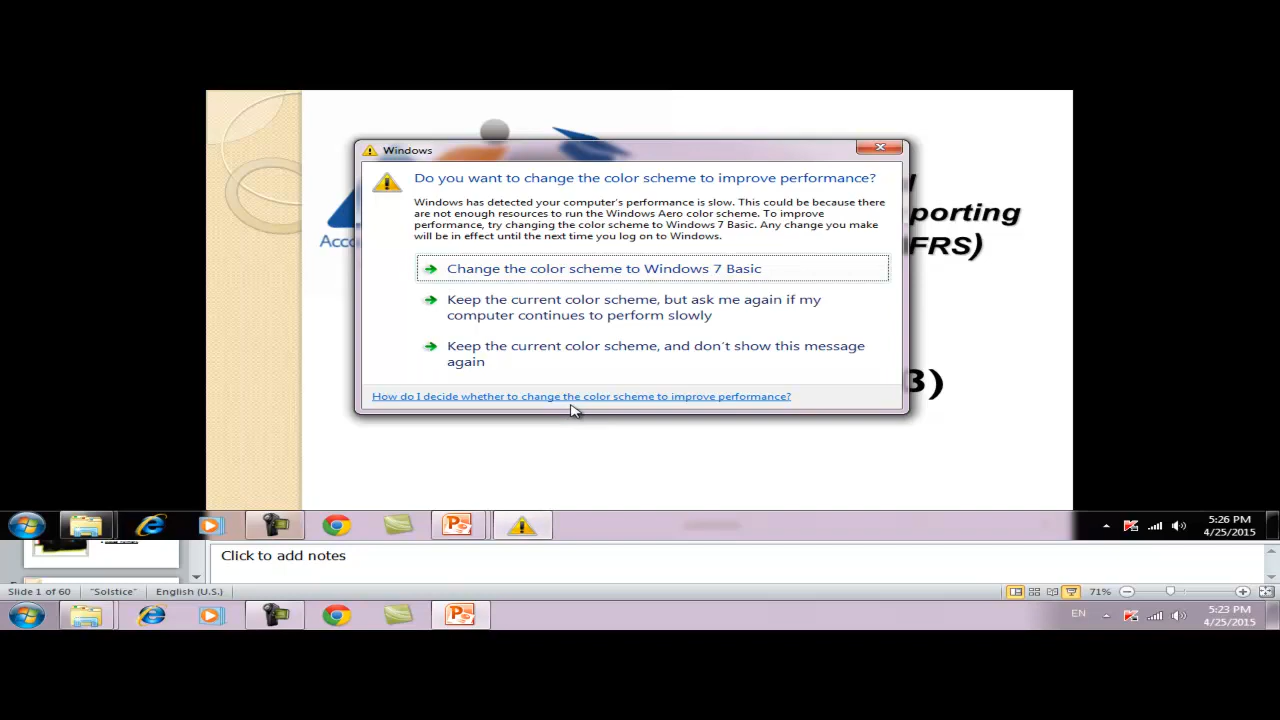 Windows
Do you want to change the color scheme to improve performance?
Windows has detected your computer's performance is slow. This could be because there
are not enough resources to run the Windows Aero color scheme. To improve
performance, try changing the color scheme to Windows 7 Basic. Any change you make
will be in effect until the next time you log on to Windows.
porting
Acco
FRS)
Change the color scheme to Windows 7 Basic
Keep the current color scheme, but ask me again if my
computer continues to perform slowly
Keep the current color scheme, and don't show this message
again
3)
How do I decide whether to change the color scheme to improve performance?
5:26 PM
4/25/2015
Click to add notes
Slide 1 of 60 "Solstice" English (U.S.) 71%
EN
5:23 PM
4/25/2015